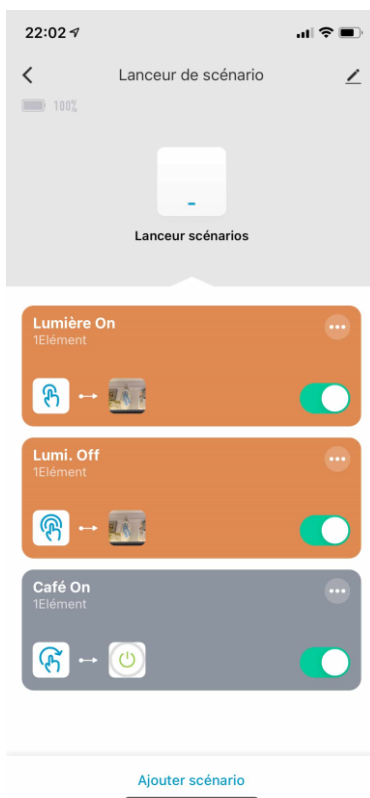 22:02
Lanceur de scénario
100%
Lanceur scénarios
Lumière On
1Elément
Lumi. Off
1Elément
Café On
1Elément
Ajouter scénario